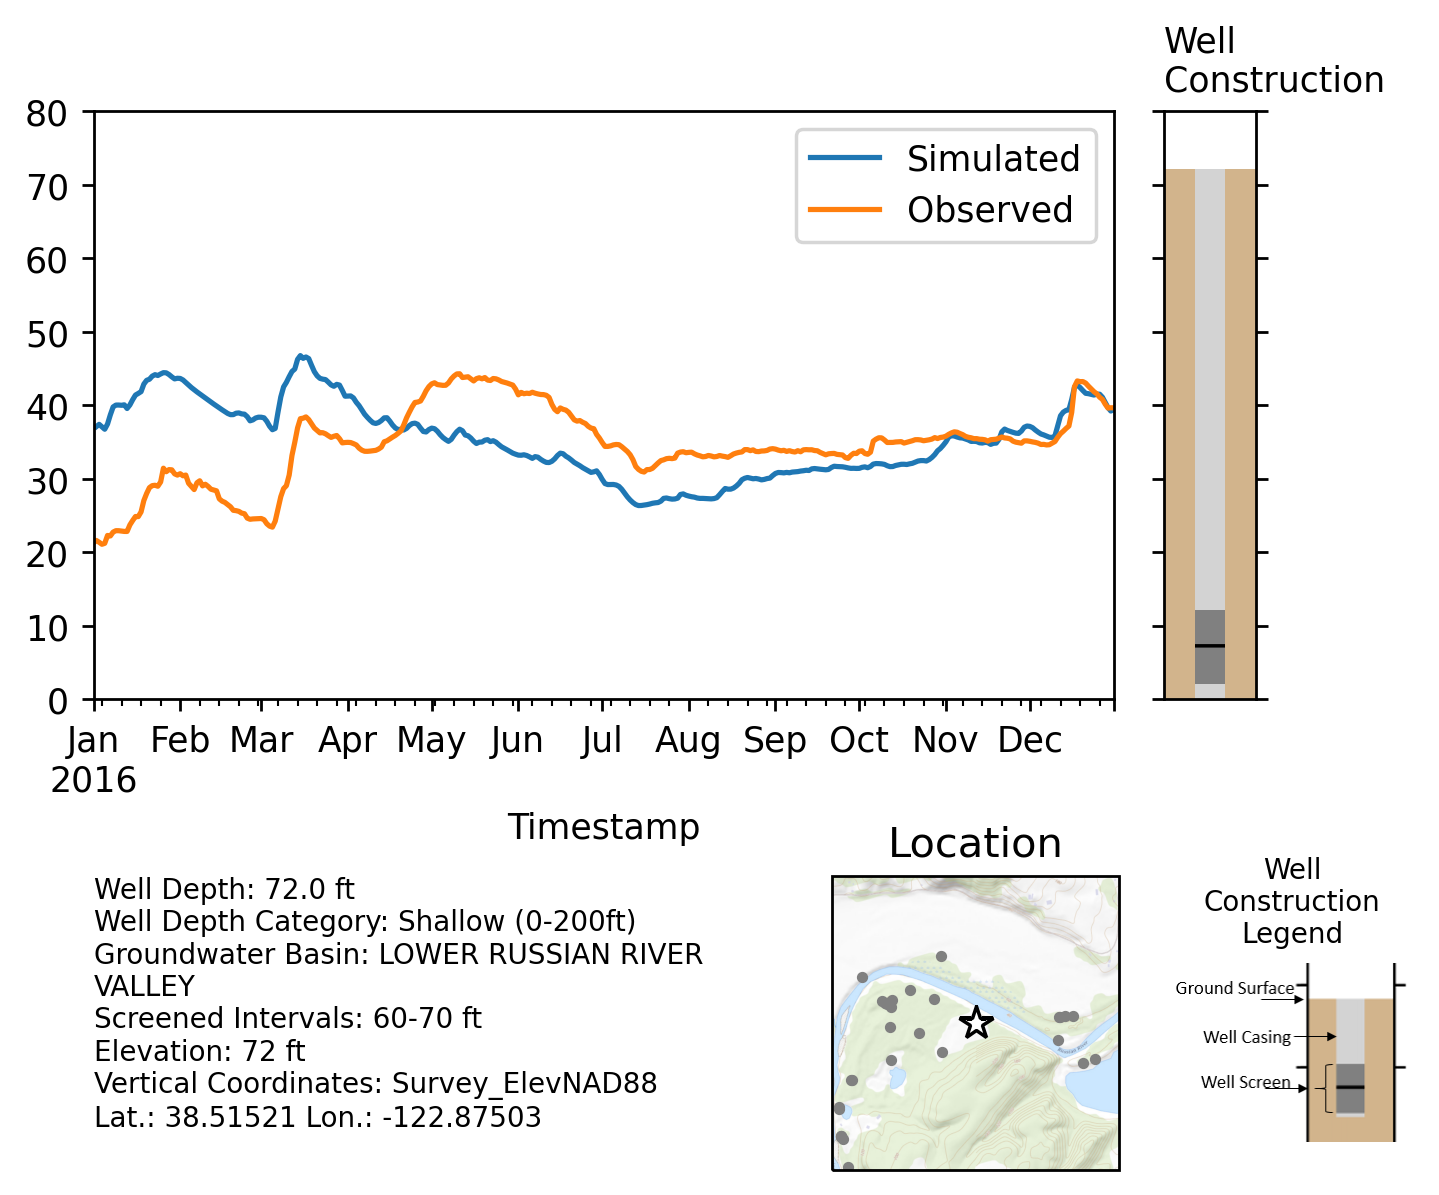 Well
Construction
80
70
60
50
40
30
20
10
0
Simulated
Observed
Jan Feb Mar Apr May Jun Jul Aug Sep Oct Nov Dec
2016
Timestamp
Well Depth: 72.0 ft
Well Depth Category: Shallow (0-200ft)
Groundwater Basin: LOWER RUSSIAN RIVER
VALLEY
Screened Intervals: 60-70 ft
Elevation: 72 ft
Vertical Coordinates: Survey_ElevNAD88
Lat.: 38.51521 Lon.: -122.87503
Location
Russian River
Well
Construction
Legend
Ground Surface
Well Casing
Well Screen